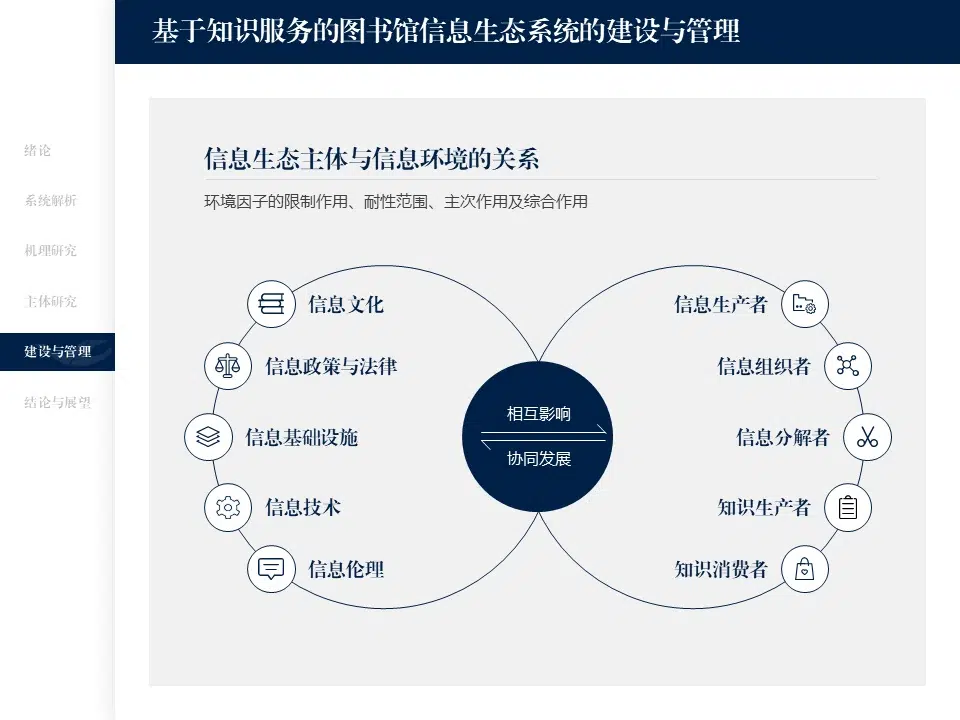 基于知识服务的图书馆信息生态系统的建设与管理
绪论
系统解析
机理研究
主体研究
建设与管理
结论与展望
信息生态主体与信息环境的关系
环境因子的限制作用、耐性范围、主次作用及综合作用
信息文化
信息政策与法律
信息基础设施
信息技术
信息伦理
相互影响
协同发展
信息生产者
信息组织者
信息分解者
知识生产者
知识消费者